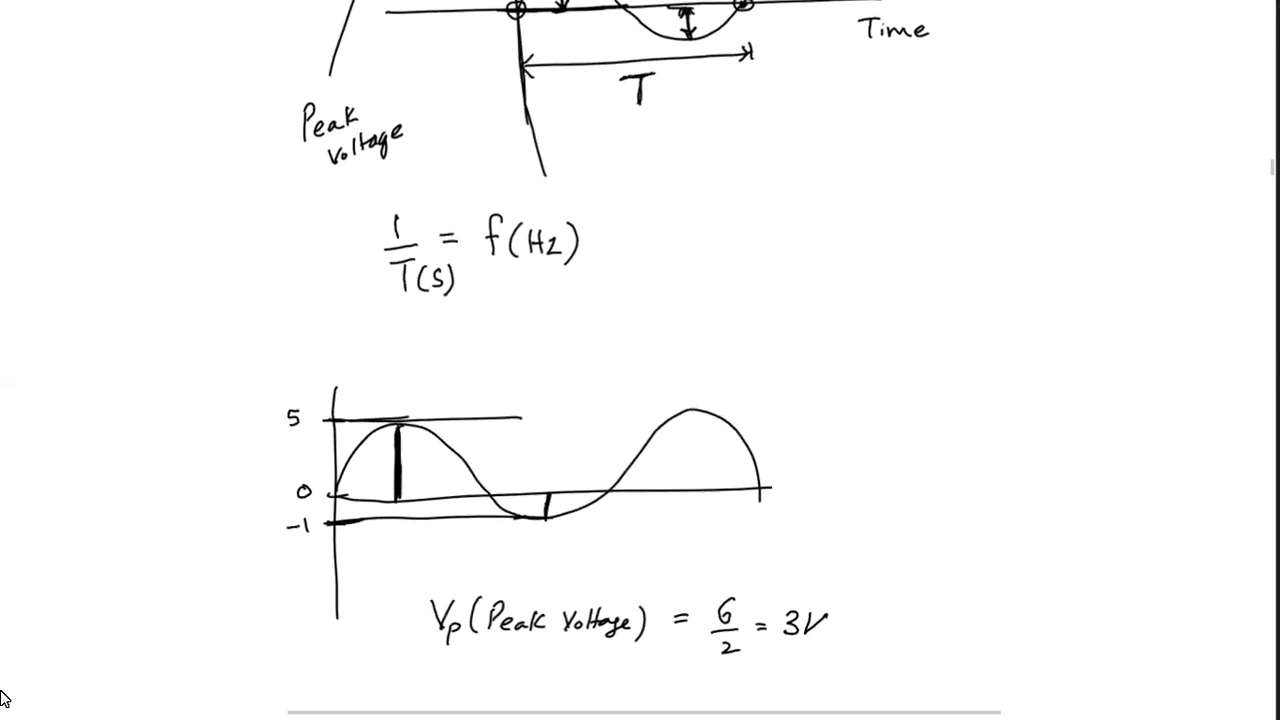 Time
T
Peak
voltage
1/T(s) = f(Hz)
5
0
-1
Vp(Peak Voltage) = 6/2 = 3V